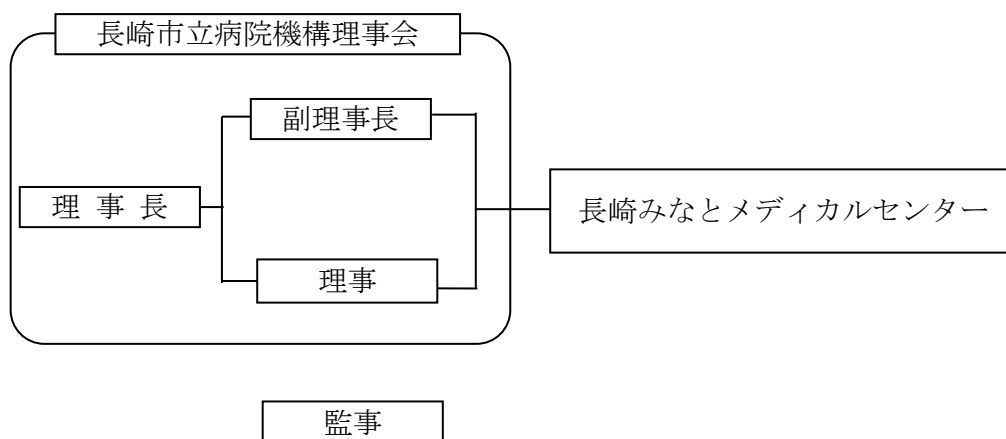 長崎市立病院機構理事会
副理事長
理 事 長
長崎みなとメディカルセンター
理事
監事